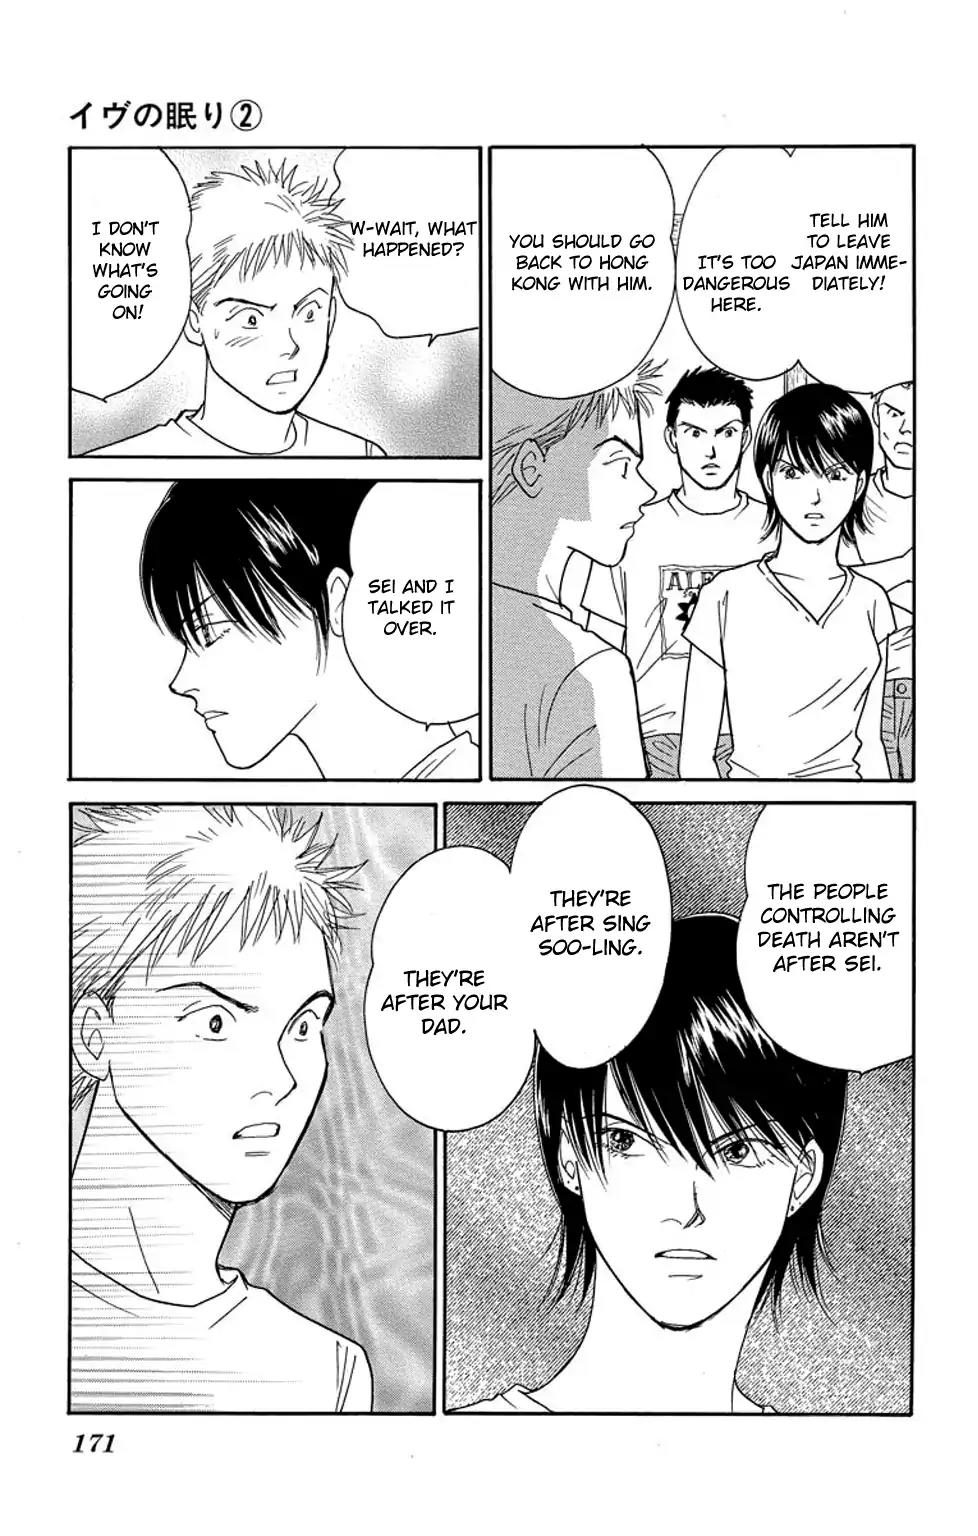 イヴの眠り②
TELL HIM
TO LEAVE
JAPAN IMME-
DIATELY!
IT'S TOO
DANGEROUS
HERE.
YOU SHOULD GO
BACK TO HONG
KONG WITH HIM.
W-WAIT, WHAT
HAPPENED?
I DON'T
KNOW
WHAT'S
GOING
ON!
ALE
SEI AND I
TALKED IT
OVER.
THE PEOPLE
CONTROLLING
DEATH AREN'T
AFTER SEI.
THEY'RE
AFTER SING
SOO-LING.
THEY'RE
AFTER YOUR
DAD.
171